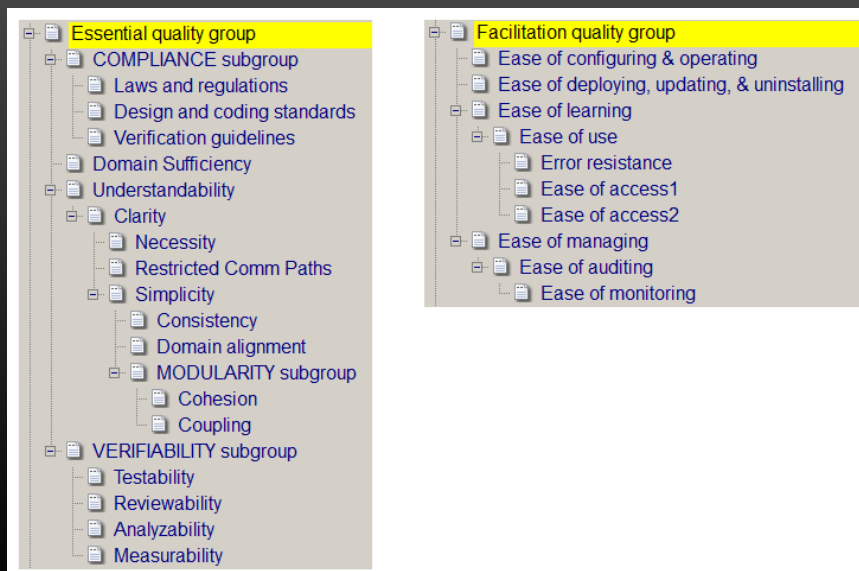 Essential quality group
COMPLIANCE subgroup
Laws and regulations
Design and coding standards
Verification guidelines
Domain Sufficiency
Understandability
Clarity
Necessity
Restricted Comm Paths
Simplicity
Consistency
Domain alignment
MODULARITY subgroup
Cohesion
Coupling
VERIFIABILITY subgroup
Testability
Reviewability
Analyzability
Measurability
Facilitation quality group
Ease of configuring & operating
Ease of deploying, updating, & uninstalling
Ease of learning
Ease of use
Error resistance
Ease of access1
Ease of access2
Ease of managing
Ease of auditing
Ease of monitoring